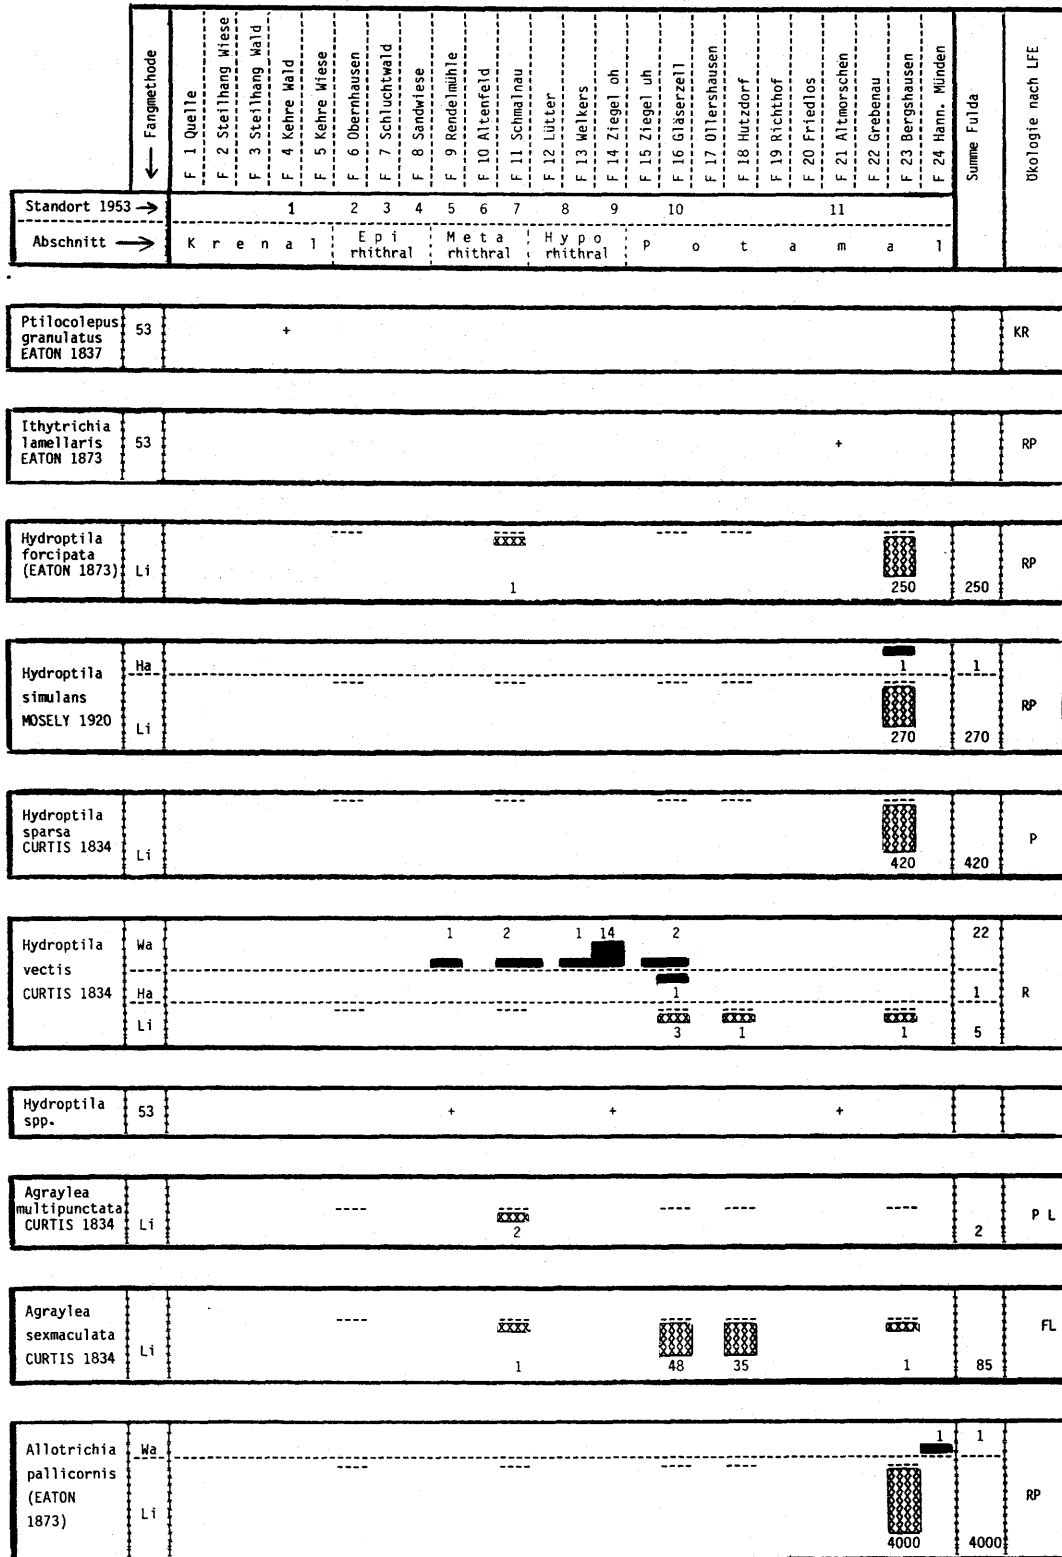 Fangmethode
F 1 Quelle
F 2 Steilhang Wiese
F 3 Steilhang Wald
F 4 Kehre Wald
F 5 Kehre Wiese
F 6 Obernhausen
F 7 Schluchtwald
F 8 Sandwiese
F 9 Rendelmühle
F 10 Altenfeld
F 11 Schmalnau
F 12 Lütter
F 13 Welkers
F 14 Ziegel oh
F 15 Ziegel uh
F 16 Gläserzell
F 17 Üllershausen
F 18 Hutzdorf
F 19 Richthof
F 20 Friedlos
F 21 Altmorschen
F 22 Grebenau
F 23 Bergshausen
F 24 Hann. Münden
Summe Fulda
Ökologie nach LFE
Standort 1953 → 1 2 3 4 5 6 7 8 9 10 11
Abschnitt → K r e n a l E p i M e t a H y p o P o t a m a l
rhithral rhithral rhithral
Ptilocolepus
granulatus 53 + KR
EATON 1837
Ithytrichia
lamellaris 53 + RP
EATON 1873
Hydroptila
forcipata
(EATON 1873) Li RP
1 250 250
Ha 1 1
Hydroptila
simulans
MOSELY 1920 RP
Li 270 270
Hydroptila
sparsa
CURTIS 1834 P
Li 420 420
1 2 1 14 2 22
Hydroptila Wa
vectis
CURTIS 1834 Ha 1 1 R
Li 3 1 1 5
Hydroptila
spp. 53 + + +
Agraylea
multipunctata P L
CURTIS 1834 Li 2 2
Agraylea
sexmaculata FL
CURTIS 1834 Li 1 48 35 1 85
1 1
Allotrichia Wa
pallicornis
(EATON RP
1873) Li
4000 4000